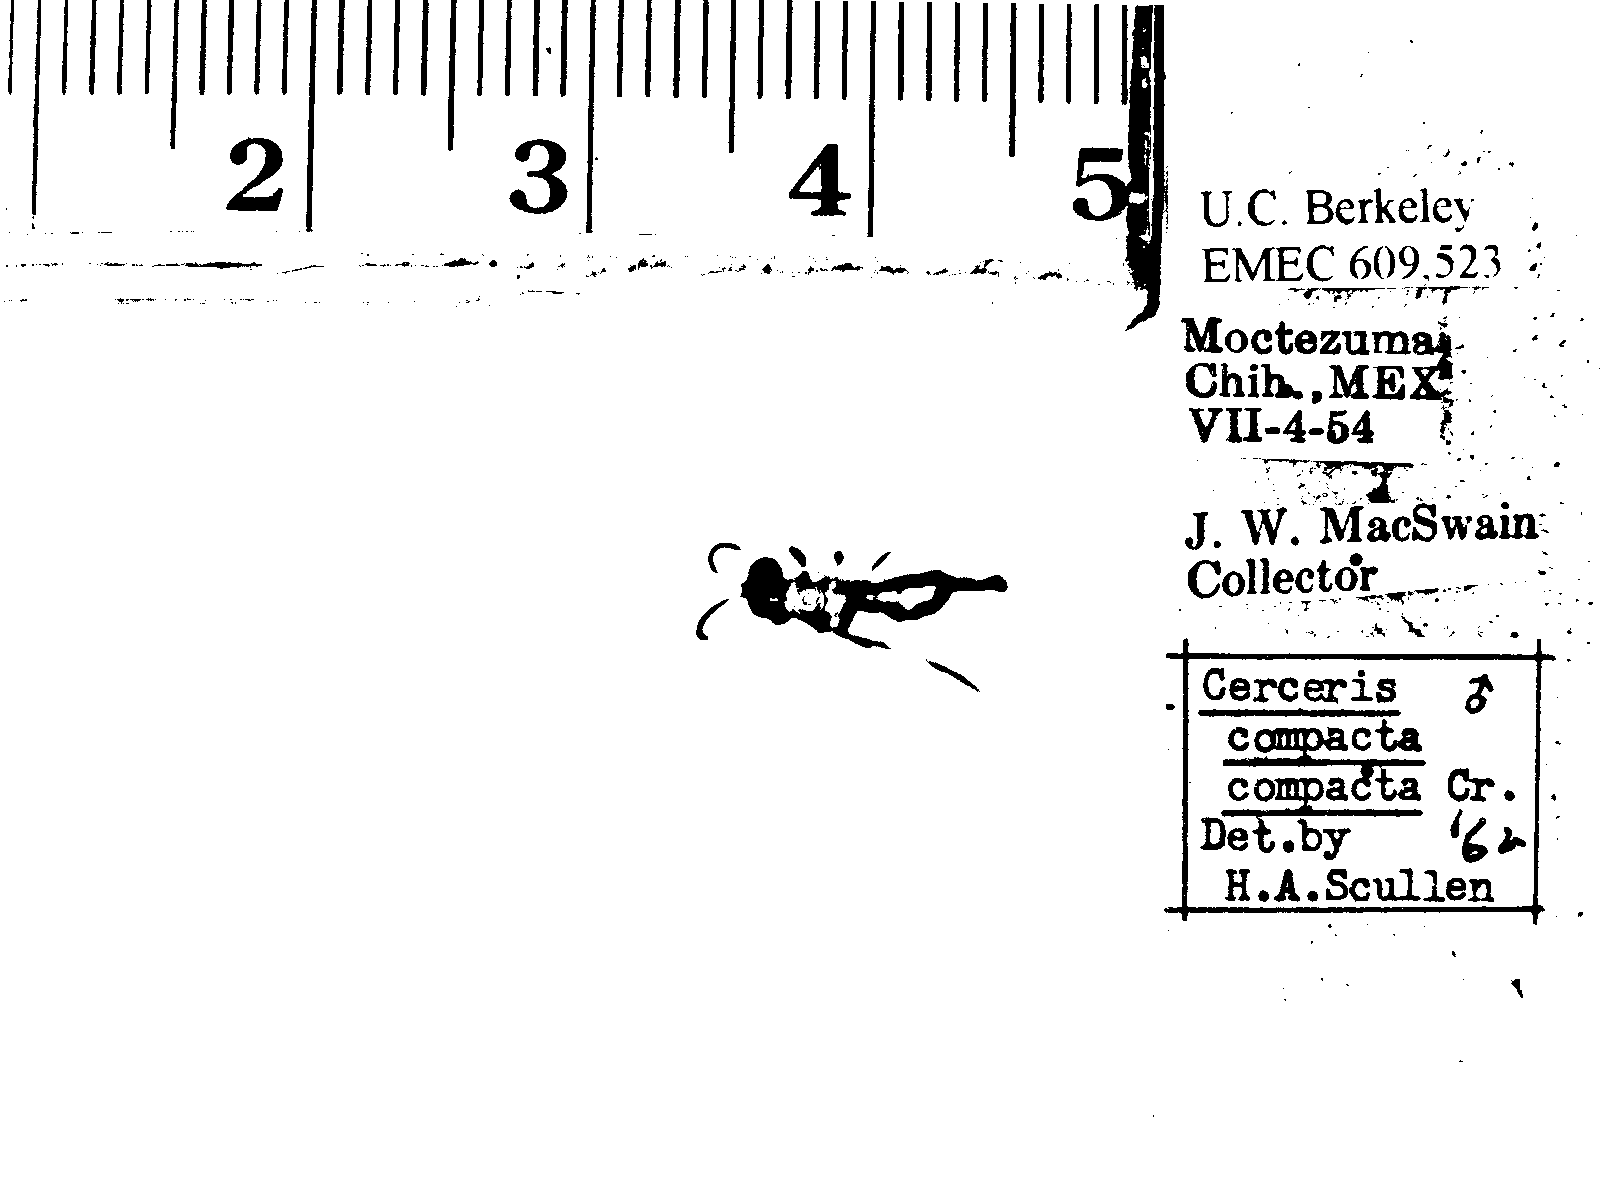 2 3 4 5
U.C. Berkeley
EMEC 609,523
Moctezuma
Chih., MEX
VII-4-54
J. W. MacSwain
Collector
Cerceris ♂
compacta
compacta Cr.
Det.by '62
H.A.Scullen